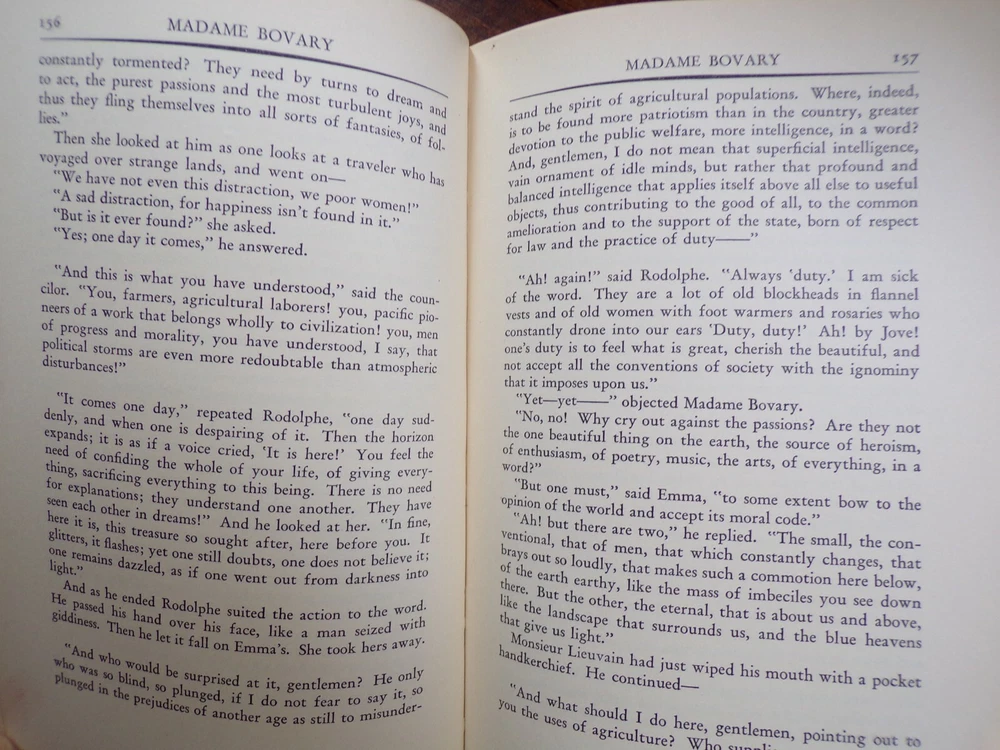 156
MADAME BOVARY
constantly tormented? They need by turns to dream and
to act, the purest passions and the most turbulent joys, and
thus they fling themselves into all sorts of fantasies, of fol-
lies."
Then she looked at him as one looks at a traveler who has
voyaged over strange lands, and went on—
"We have not even this distraction, we poor women!"
"A sad distraction, for happiness isn't found in it."
"But is it ever found?" she asked.
"Yes; one day it comes," he answered.
"And this is what you have understood," said the coun-
cilor. "You, farmers, agricultural laborers! you, pacific pio-
neers of a work that belongs wholly to civilization! you, men
of progress and morality, you have understood, I say, that
political storms are even more redoubtable than atmospheric
disturbances!"
"It comes one day," repeated Rodolphe, "one day sud-
denly, and when one is despairing of it. Then the horizon
expands; it is as if a voice cried, 'It is here!' You feel the
need of confiding the whole of your life, of giving every-
thing, sacrificing everything to this being. There is no need
for explanations; they understand one another. They have
seen each other in dreams!" And he looked at her. "In fine,
here it is, this treasure so sought after, here before you. It
glitters, it flashes; yet one still doubts, one does not believe it;
one remains dazzled, as if one went out from darkness into
light."
And as he ended Rodolphe suited the action to the word.
He passed his hand over his face, like a man seized with
giddiness. Then he let it fall on Emma's. She took hers away.
"And who would be surprised at it, gentlemen? He only
who was so blind, so plunged, if I do not fear to say it, so
plunged in the prejudices of another age as still to misunder-
MADAME BOVARY
157
stand the spirit of agricultural populations. Where, indeed,
is to be found more patriotism than in the country, greater
devotion to the public welfare, more intelligence, in a word?
And, gentlemen, I do not mean that superficial intelligence,
vain ornament of idle minds, but rather that profound and
balanced intelligence that applies itself above all else to useful
objects, thus contributing to the good of all, to the common
amelioration and to the support of the state, born of respect
for law and the practice of duty——"
"Ah! again!" said Rodolphe. "Always 'duty.' I am sick
of the word. They are a lot of old blockheads in flannel
vests and of old women with foot warmers and rosaries who
constantly drone into our ears 'Duty, duty!' Ah! by Jove!
one's duty is to feel what is great, cherish the beautiful, and
not accept all the conventions of society with the ignominy
that it imposes upon us."
"Yet—yet——" objected Madame Bovary.
"No, no! Why cry out against the passions? Are they not
the one beautiful thing on the earth, the source of heroism,
of enthusiasm, of poetry, music, the arts, of everything, in a
word?"
"But one must," said Emma, "to some extent bow to the
opinion of the world and accept its moral code."
"Ah! but there are two," he replied. "The small, the con-
ventional, that of men, that which constantly changes, that
brays out so loudly, that makes such a commotion here below,
of the earth earthy, like the mass of imbeciles you see down
there. But the other, the eternal, that is about us and above,
like the landscape that surrounds us, and the blue heavens
that give us light."
Monsieur Lieuvain had just wiped his mouth with a pocket
handkerchief. He continued—
"And what should I do here, gentlemen, pointing out to
you the uses of agriculture? Who